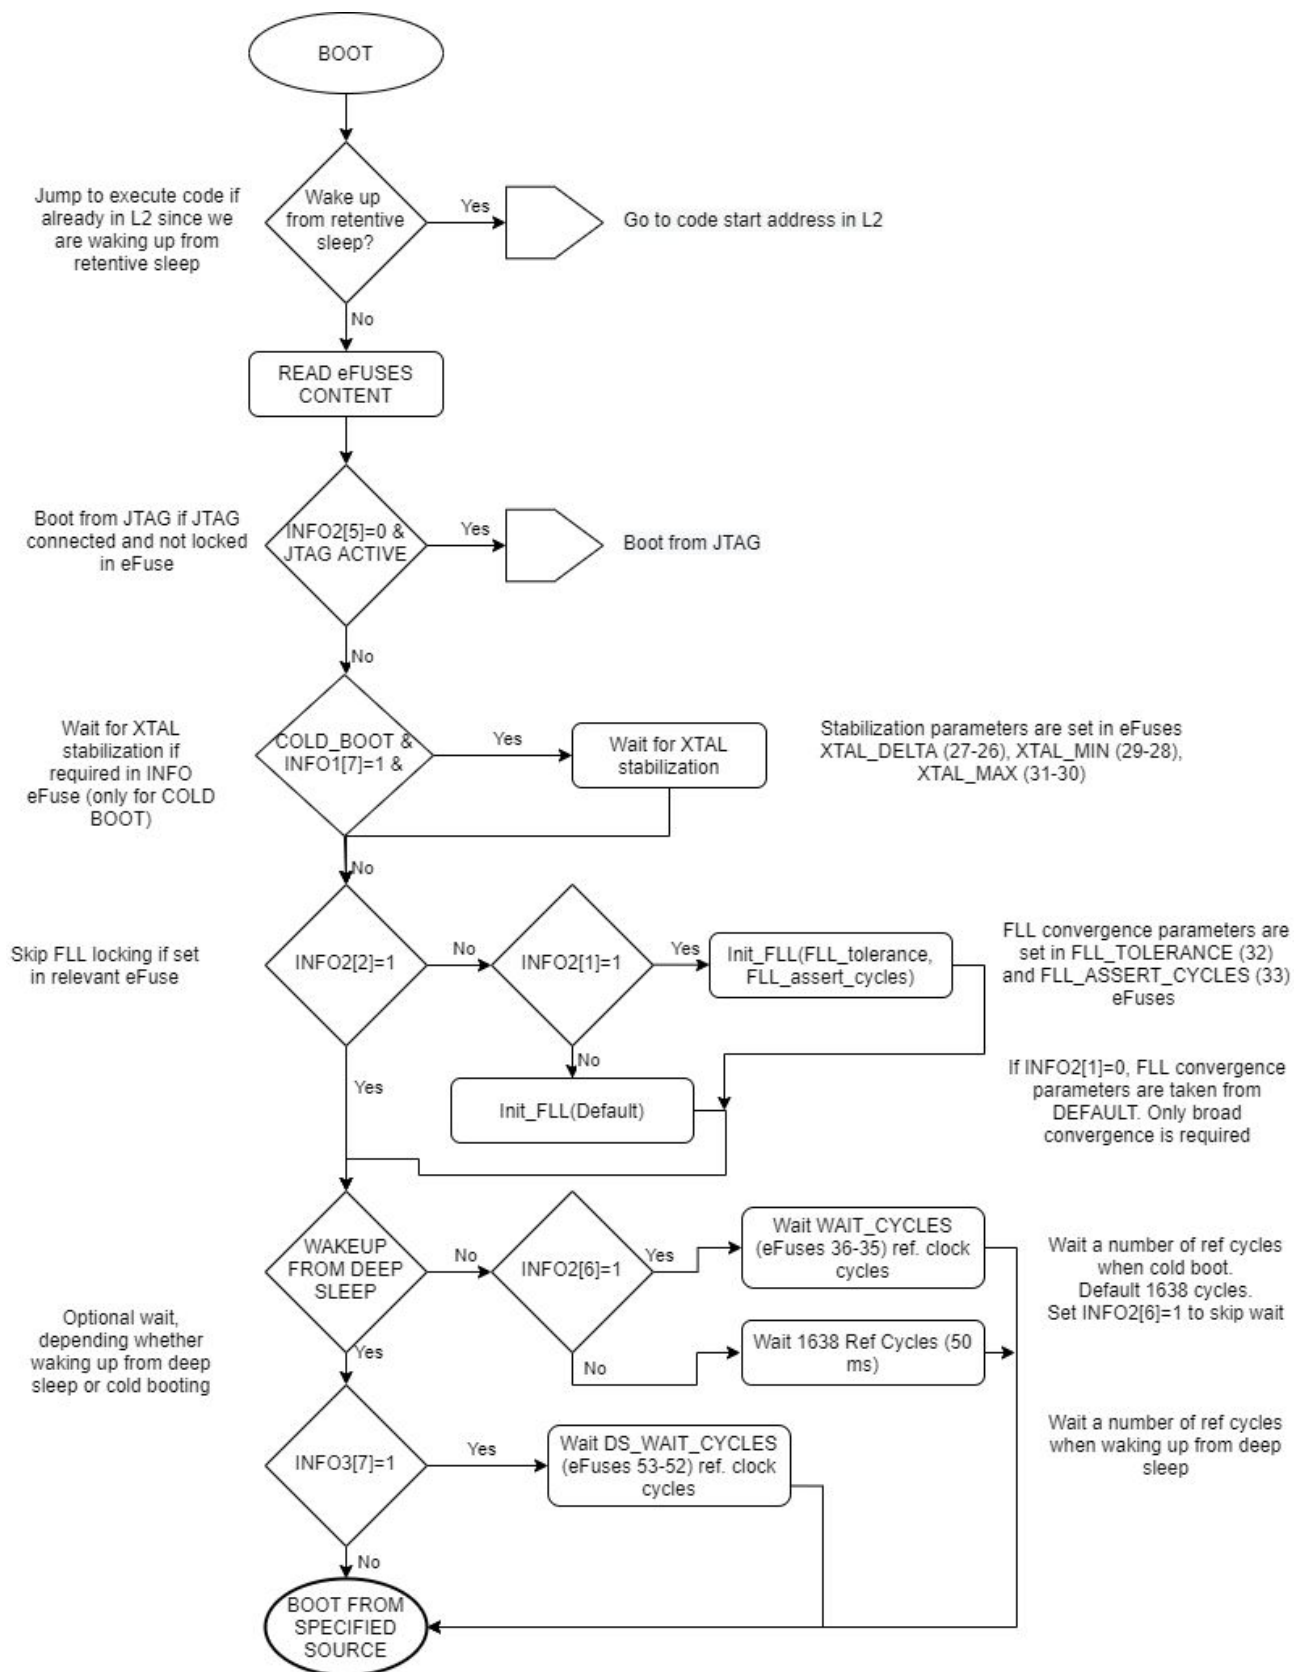 BOOT
Jump to execute code if
already in L2 since we
are waking up from
retentive sleep
Wake up
from retentive
sleep?
Yes
Go to code start address in L2
No
READ eFUSES
CONTENT
Boot from JTAG if JTAG
connected and not locked
in eFuse
INFO2[5]=0 &
JTAG ACTIVE
Yes
Boot from JTAG
No
Wait for XTAL
stabilization if
required in INFO
eFuse (only for COLD
BOOT)
COLD_BOOT &
INFO1[7]=1 &
Yes
Wait for XTAL
stabilization
Stabilization parameters are set in eFuses
XTAL_DELTA (27-26), XTAL_MIN (29-28),
XTAL_MAX (31-30)
No
Skip FLL locking if set
in relevant eFuse
INFO2[2]=1
No
INFO2[1]=1
Yes
Init_FLL(FLL_tolerance,
FLL_assert_cycles)
FLL convergence parameters are
set in FLL_TOLERANCE (32)
and FLL_ASSERT_CYCLES (33)
eFuses
No
Yes
Init_FLL(Default)
If INFO2[1]=0, FLL convergence
parameters are taken from
DEFAULT. Only broad
convergence is required
WAKEUP
FROM DEEP
SLEEP
No
INFO2[6]=1
Yes
Wait WAIT_CYCLES
(eFuses 36-35) ref. clock
cycles
Wait a number of ref cycles
when cold boot.
Default 1638 cycles.
Set INFO2[6]=1 to skip wait
Optional wait,
depending whether
waking up from deep
sleep or cold booting
Yes
No
Wait 1638 Ref Cycles (50
ms)
INFO3[7]=1
Yes
Wait DS_WAIT_CYCLES
(eFuses 53-52) ref. clock
cycles
Wait a number of ref cycles
when waking up from deep
sleep
No
BOOT FROM
SPECIFIED
SOURCE